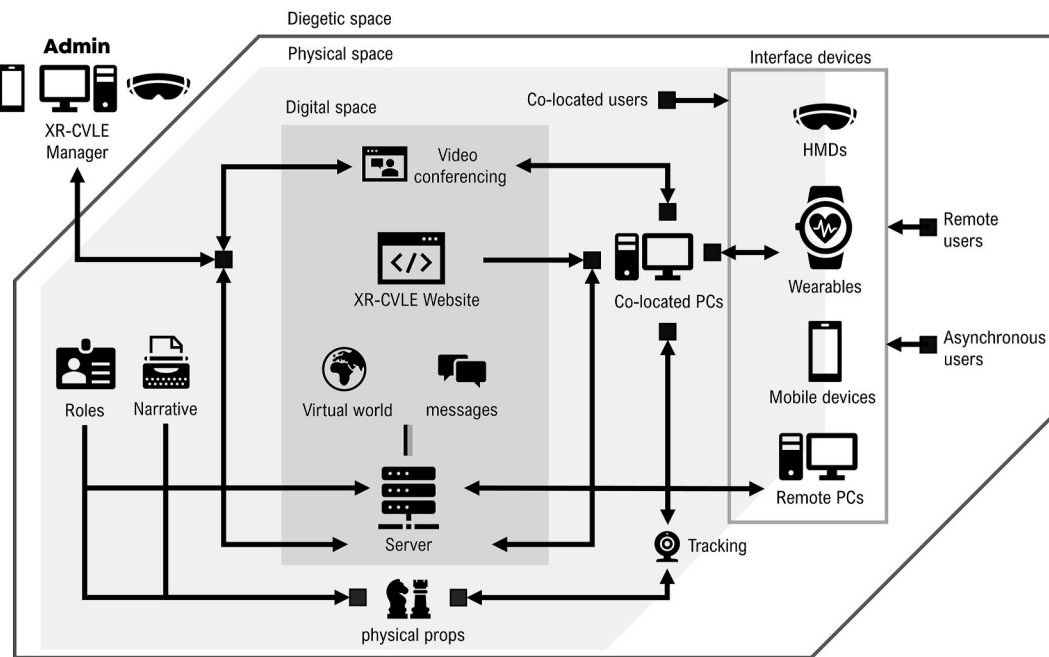 Diegetic space
Admin
XR-CVLE
Manager
Physical space
Interface devices
Digital space
Co-located users
HMDs
Video
conferencing
Remote
users
</>
XR-CVLE Website
Co-located PCs
Wearables
Asynchronous
users
Roles
Narrative
Virtual world
messages
Mobile devices
Remote PCs
Server
Tracking
physical props